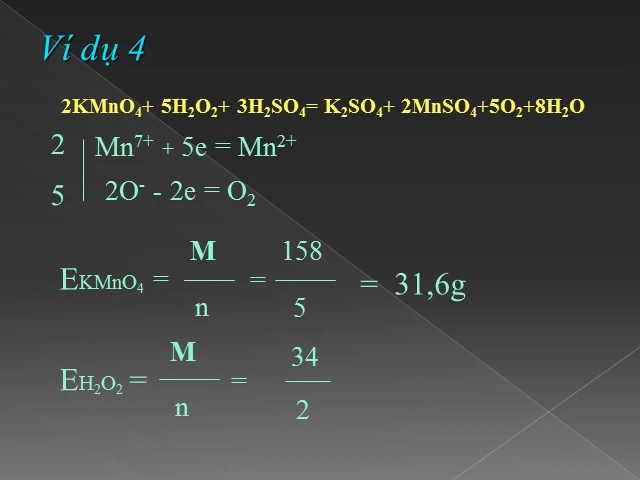 Ví dụ 4
2KMnO₄+ 5H₂O₂+ 3H₂SO₄= K₂SO₄+ 2MnSO₄+5O₂+8H₂O
2 Mn⁷⁺ + 5e = Mn²⁺
5 2O⁻ - 2e = O₂
M 158
EKMnO₄ = = = 31,6g
n 5
M 34
EH₂O₂ = =
n 2